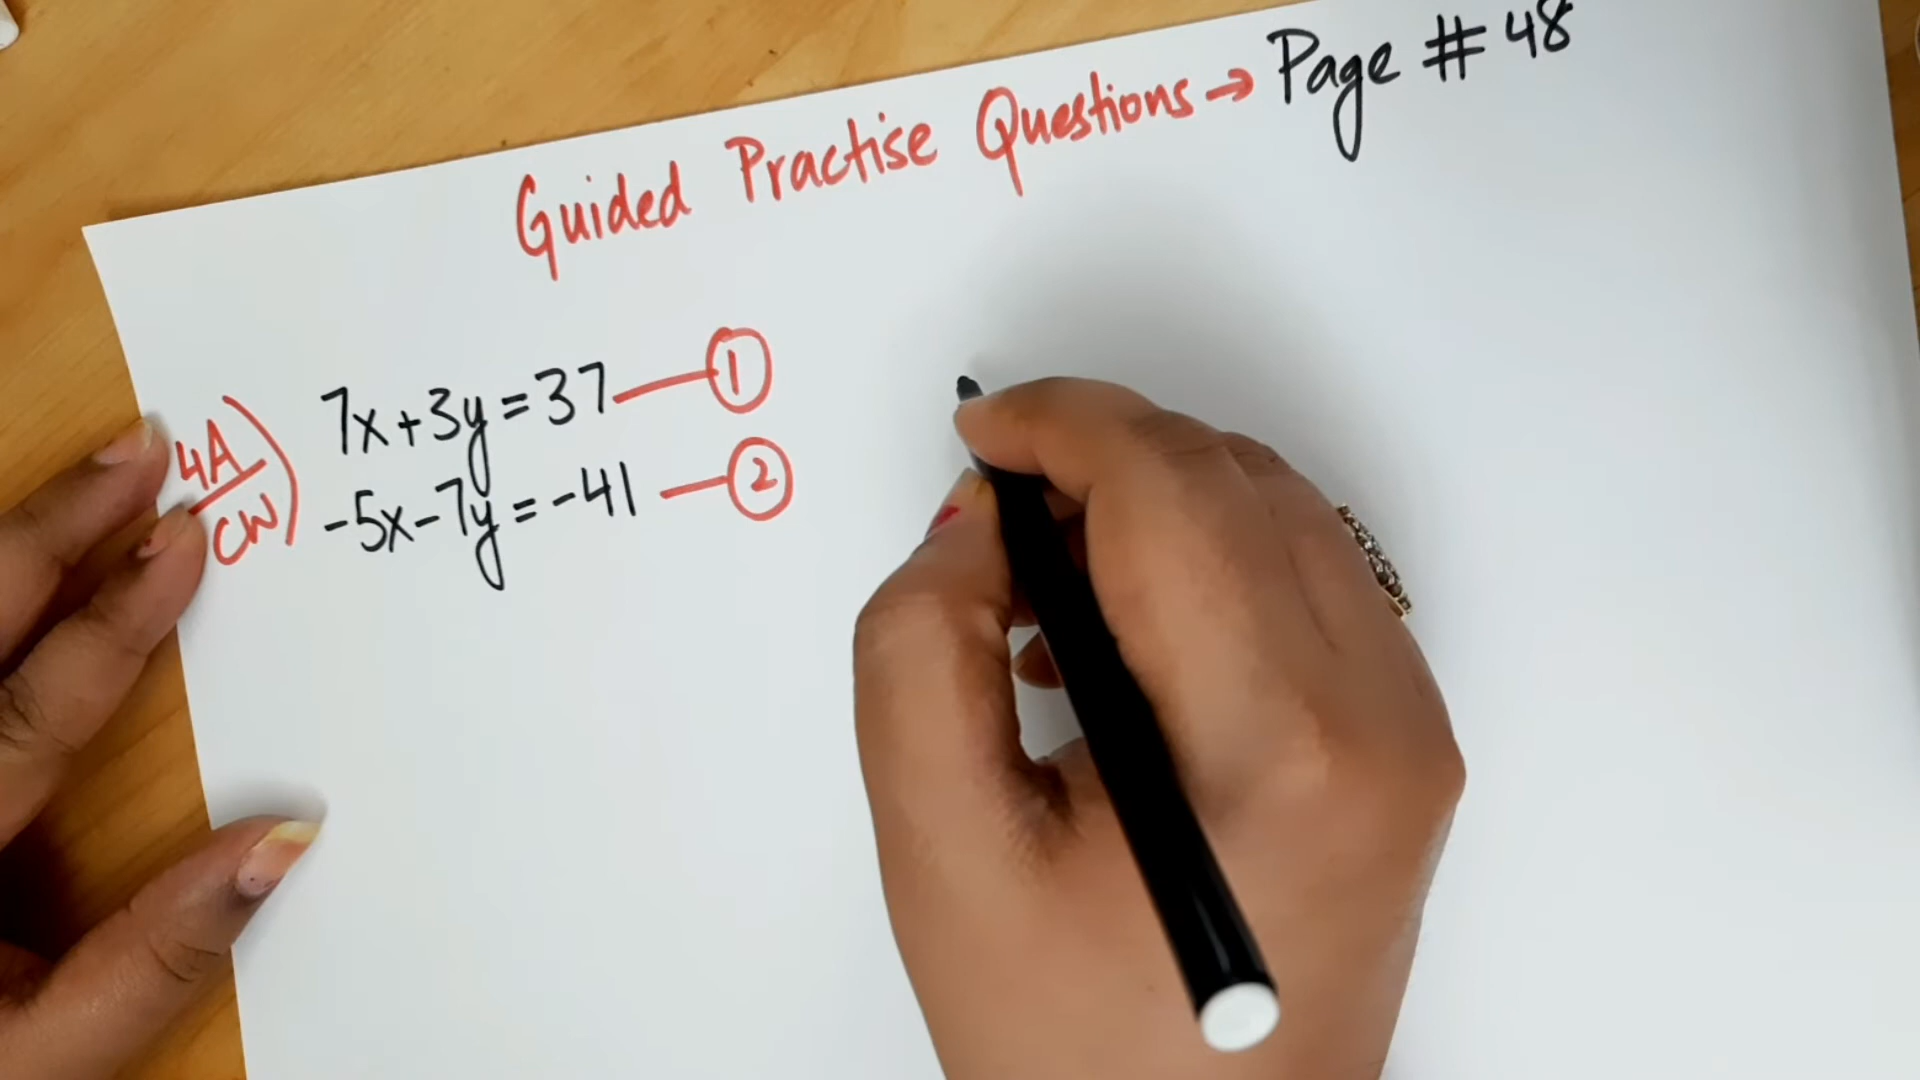 Guided Practise Questions → Page # 48
4A
CW)
7x+3y=37 — ①
-5x-7y=-41 — ②